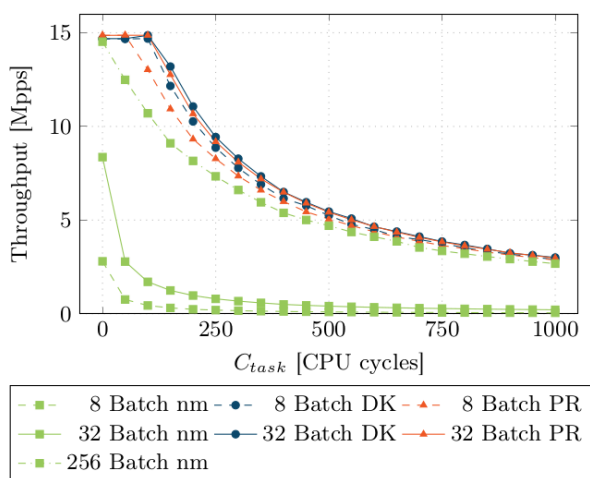 15
10
5
0
Throughput [Mpps]
0 250 500 750 1000
C_task [CPU cycles]
8 Batch nm 8 Batch DK 8 Batch PR
32 Batch nm 32 Batch DK 32 Batch PR
256 Batch nm